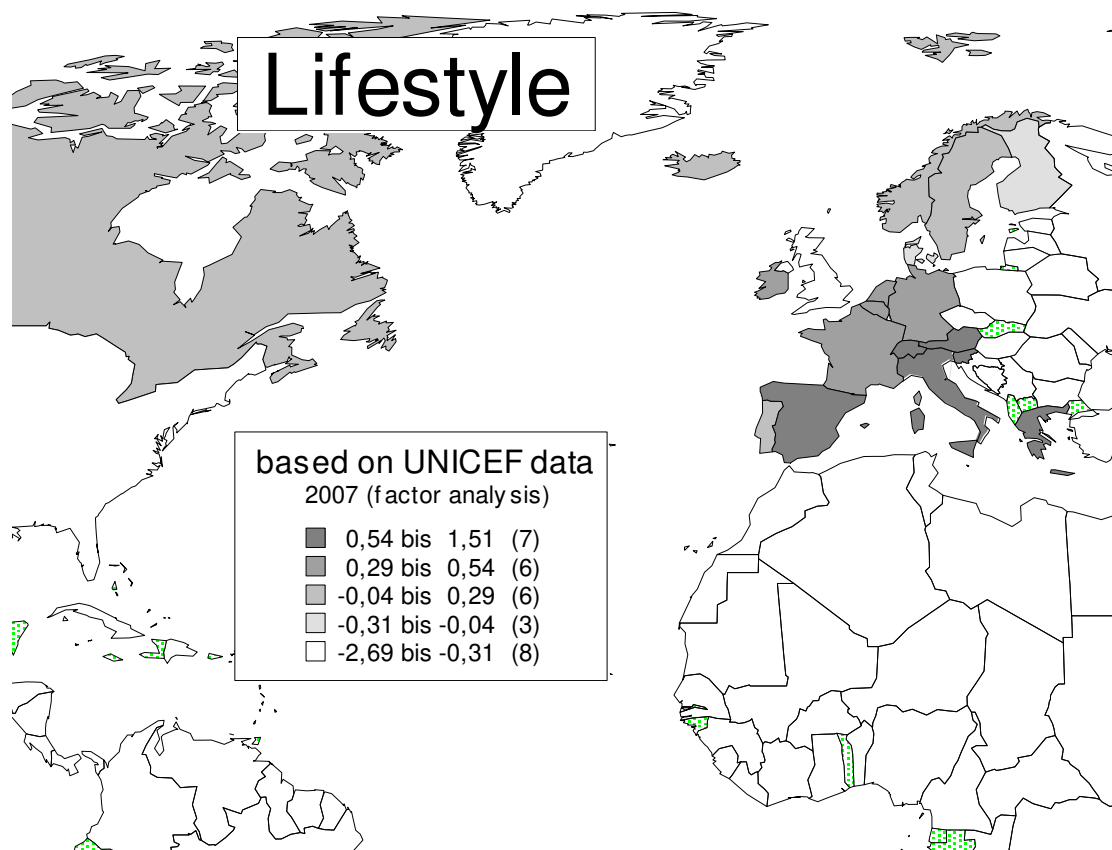 Lifestyle
based on UNICEF data
2007 (factor analysis)
0,54 bis 1,51 (7)
0,29 bis 0,54 (6)
-0,04 bis 0,29 (6)
-0,31 bis -0,04 (3)
-2,69 bis -0,31 (8)